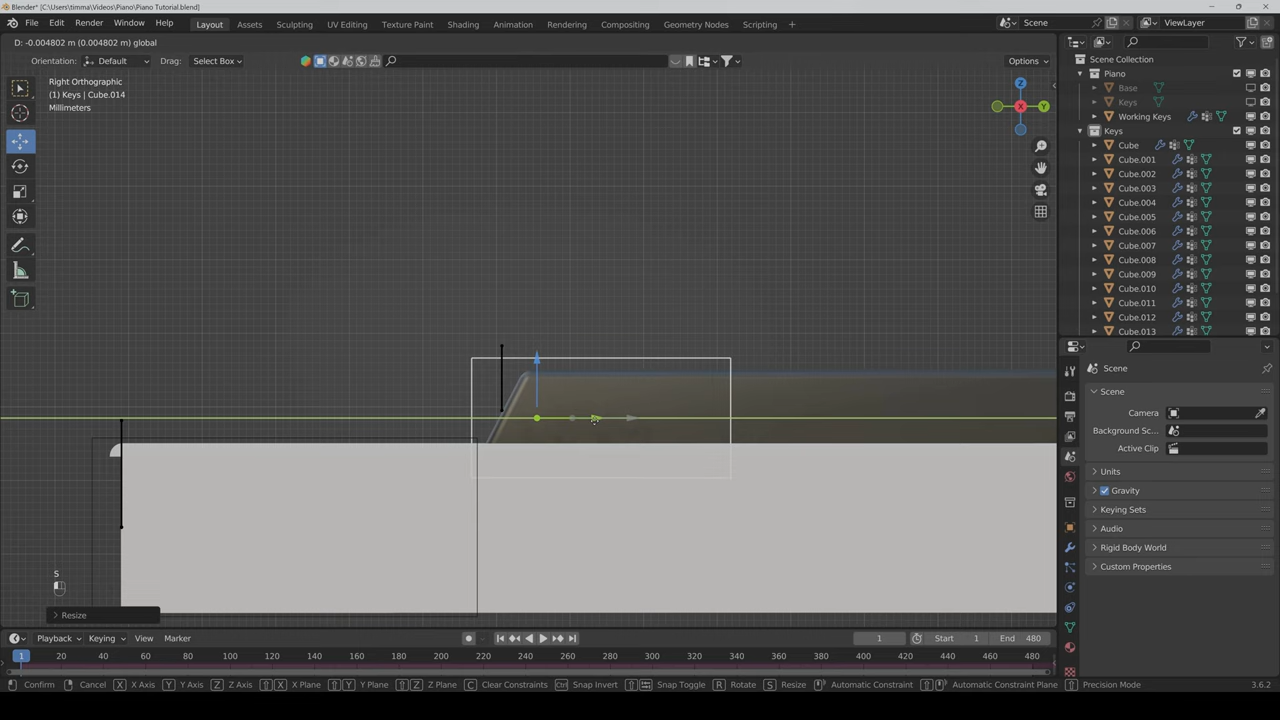 Blender* [C:\Users\timma\Videos\Piano\Piano Tutorial.blend]
File Edit Render Window Help Layout Assets Sculpting UV Editing Texture Paint Shading Animation Rendering Compositing Geometry Nodes Scripting Scene ViewLayer
D: -0.004802 m (0.004802 m) global
Orientation: Default Drag: Select Box Options
Right Orthographic
(1) Keys | Cube.014
Millimeters
Z
X
Y
Scene Collection
Piano
Base
Keys
Working Keys
Keys
Cube
Cube.001
Cube.002
Cube.003
Cube.004
Cube.005
Cube.006
Cube.007
Cube.008
Cube.009
Cube.010
Cube.011
Cube.012
Cube.013
Scene
Scene
Camera
Background Sc...
Active Clip
Units
Gravity
Keying Sets
Audio
Rigid Body World
Custom Properties
S
Resize
Playback Keying View Marker 1 Start 1 End 480
1 20 40 60 80 100 120 140 160 180 200 220 240 260 280 300 320 340 360 380 400 420 440 460 480
Confirm Cancel X X Axis Y Y Axis Z Z Axis X X Plane Y Y Plane Z Z Plane C Clear Constraints Ctrl Snap Invert Snap Toggle R Rotate S Resize Automatic Constraint Automatic Constraint Plane Precision Mode 3.6.2